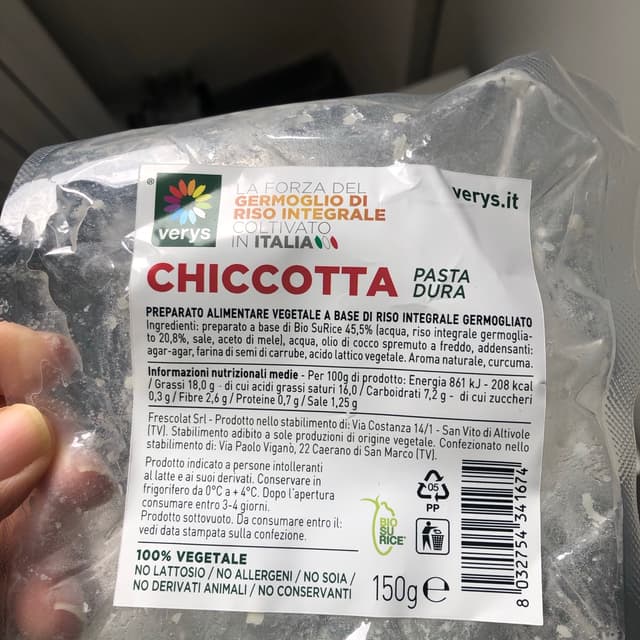 ®
verys
LA FORZA DEL
GERMOGLIO DI
RISO INTEGRALE
COLTIVATO
IN ITALIA
verys.it
CHICCOTTA PASTA DURA
PREPARATO ALIMENTARE VEGETALE A BASE DI RISO INTEGRALE GERMOGLIATO
Ingredienti: preparato a base di Bio SuRice 45,5% (acqua, riso integrale germoglia-
to 20,8%, sale, aceto di mele), acqua, olio di cocco spremuto a freddo, addensanti:
agar-agar, farina di semi di carrube, acido lattico vegetale. Aroma naturale, curcuma.
Informazioni nutrizionali medie - Per 100g di prodotto: Energia 861 kJ - 208 kcal
/ Grassi 18,0 g - di cui acidi grassi saturi 16,0 / Carboidrati 7,2 g - di cui zuccheri
0,3 g / Fibre 2,6 g / Proteine 0,7 g / Sale 1,25 g
Frescolat Srl - Prodotto nello stabilimento di: Via Costanza 14/1 - San Vito di Altivole
(TV). Stabilimento adibito a sole produzioni di origine vegetale. Confezionato nello
stabilimento di: Via Paolo Viganò, 22 Caerano di San Marco (TV).
Prodotto indicato a persone intolleranti
al latte e ai suoi derivati. Conservare in
frigorifero da 0°C a + 4°C. Dopo l'apertura
consumare entro 3-4 giorni.
Prodotto sottovuoto. Da consumare entro il:
vedi data stampata sulla confezione.
05
PP
BIO
SU
RICE
100% VEGETALE
NO LATTOSIO / NO ALLERGENI / NO SOIA /
NO DERIVATI ANIMALI / NO CONSERVANTI
150g e
8 032754 341674